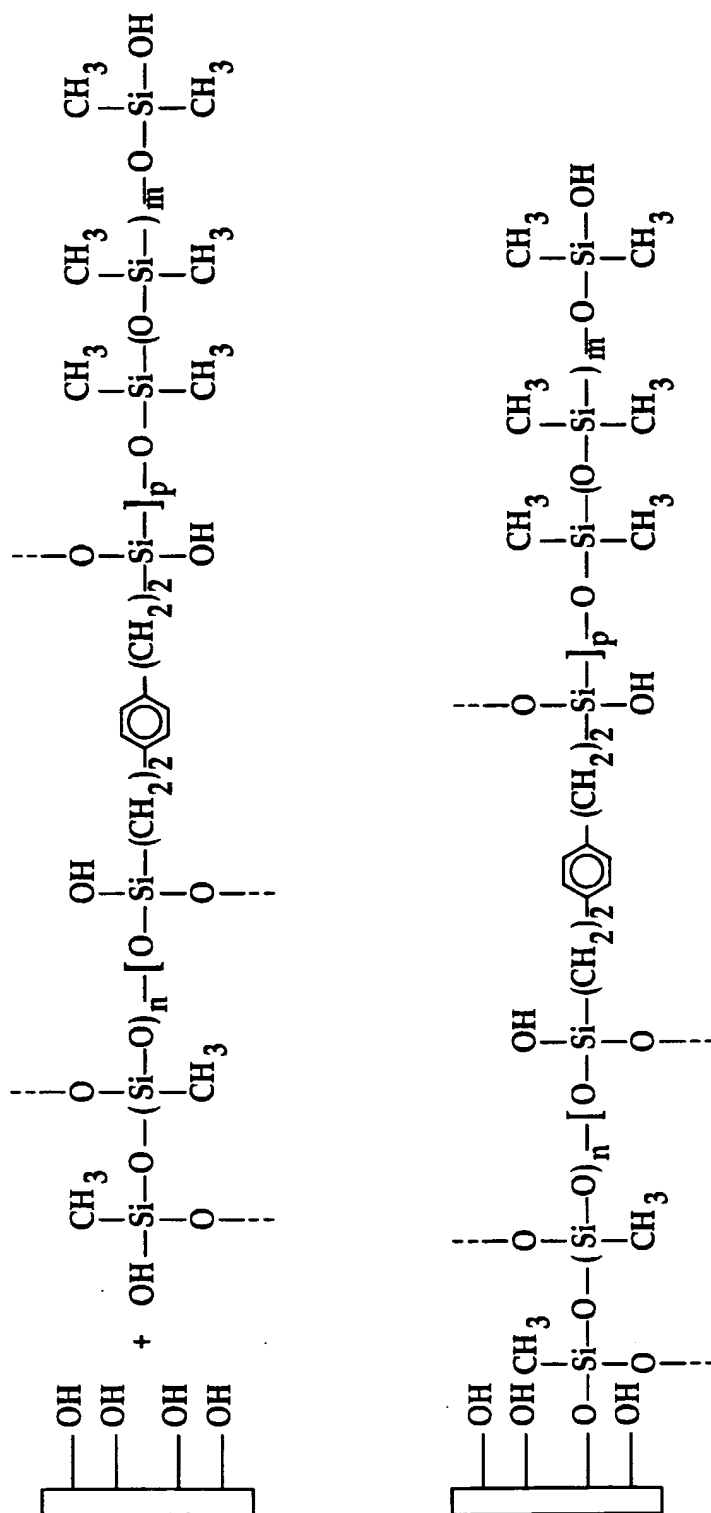 OH CH3 O OH O CH3 CH3 CH3
OH
+ OH—Si—O—(Si—O)n—[O—Si—(CH2)2— —(CH2)2—Si—]p—O—Si—(O—Si—)m—O—Si—OH
OH
O CH3 O OH CH3 CH3 CH3
OH
OH
OH CH3 O OH O CH3 CH3 CH3
O—Si—O—(Si—O)n—[O—Si—(CH2)2— —(CH2)2—Si—]p—O—Si—(O—Si—)m—O—Si—OH
OH O CH3 O OH CH3 CH3 CH3